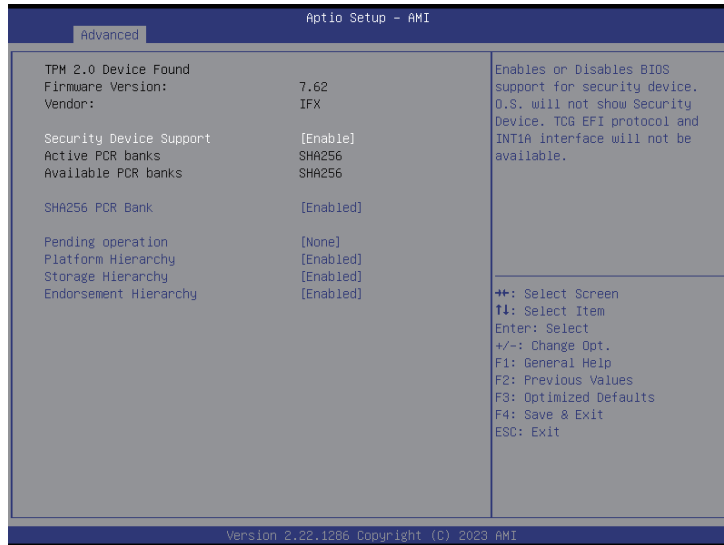 Aptio Setup – AMI
Advanced
TPM 2.0 Device Found
Firmware Version: 7.62
Vendor: IFX
Security Device Support [Enable]
Active PCR banks SHA256
Available PCR banks SHA256
SHA256 PCR Bank [Enabled]
Pending operation [None]
Platform Hierarchy [Enabled]
Storage Hierarchy [Enabled]
Endorsement Hierarchy [Enabled]
Enables or Disables BIOS
support for security device.
O.S. will not show Security
Device. TCG EFI protocol and
INT1A interface will not be
available.
→←: Select Screen
↑↓: Select Item
Enter: Select
+/-: Change Opt.
F1: General Help
F2: Previous Values
F3: Optimized Defaults
F4: Save & Exit
ESC: Exit
Version 2.22.1286 Copyright (C) 2023 AMI